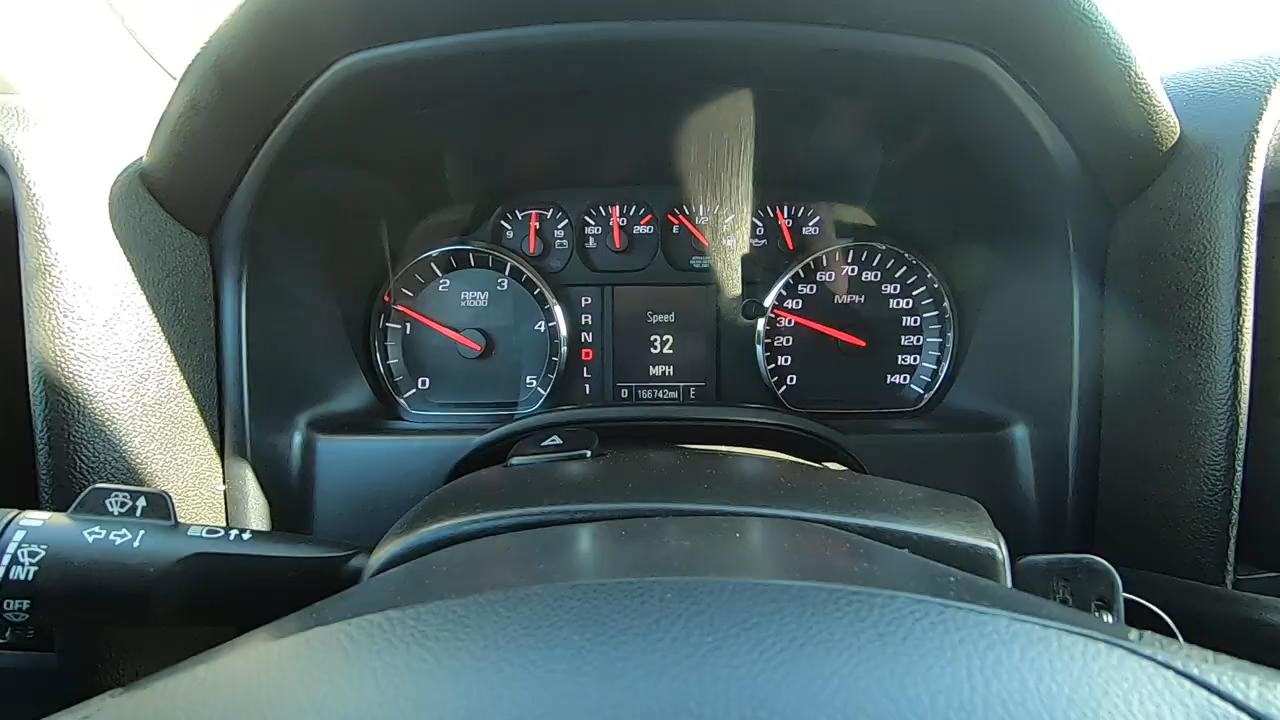 9 14 19
160 210 260
E 1/2
0 120
0 1 2 3 4 5
RPM
x1000
P
R
N
D
L
1
Speed
32
MPH
D 166742mi E
0 10 20 30 40 50 60 70 80 90 100 110 120 130 140
MPH
INT
OFF